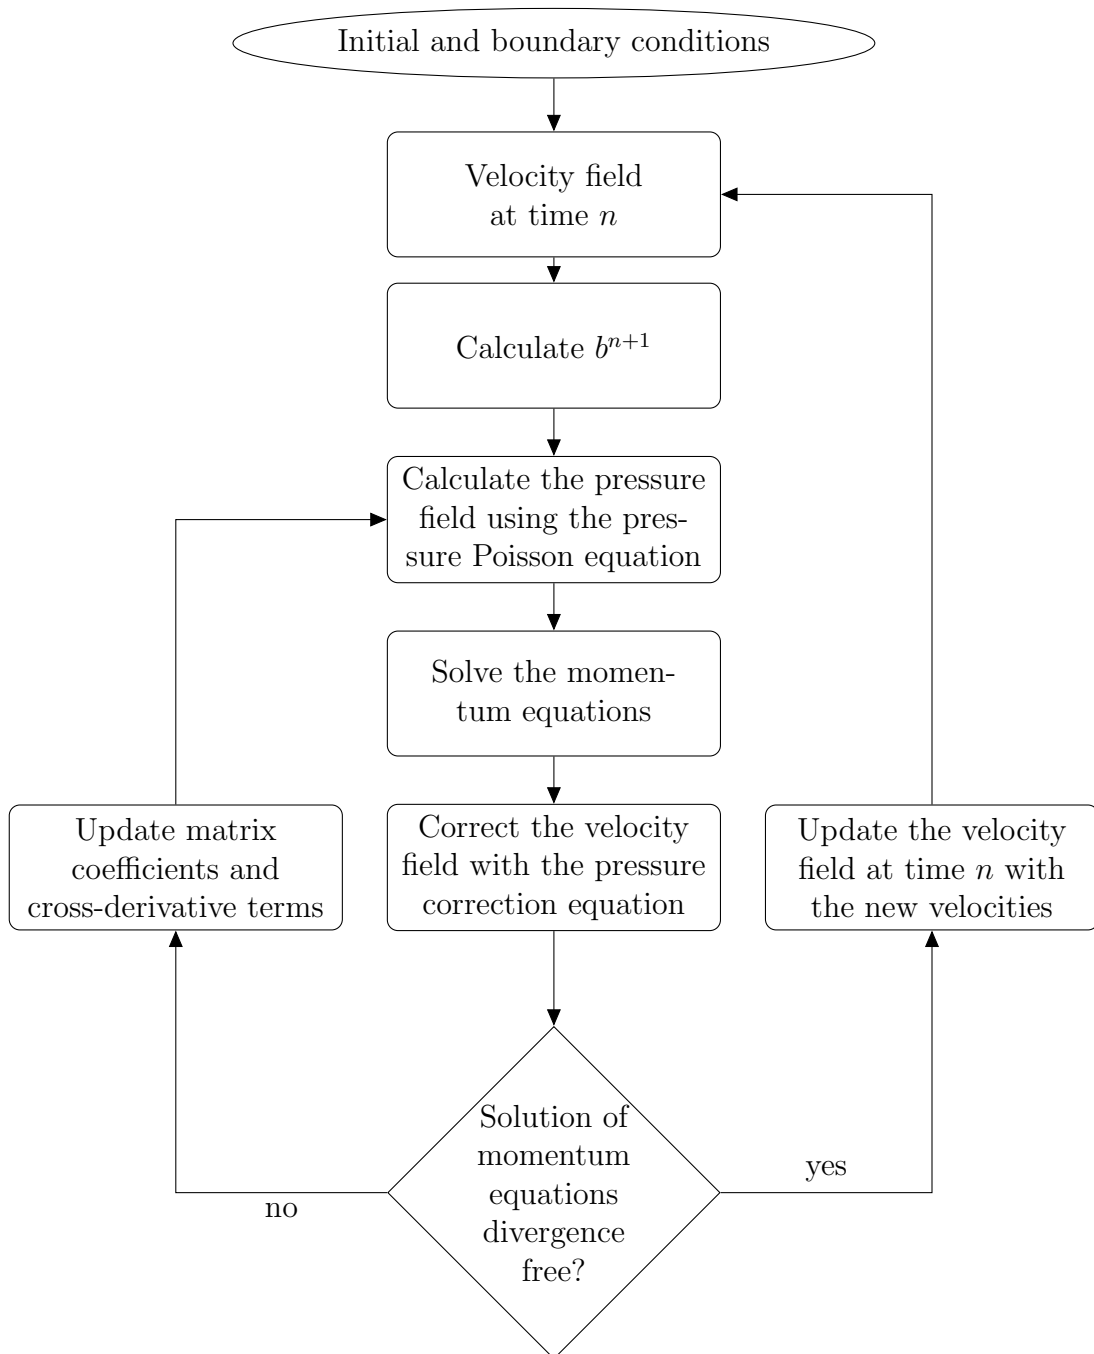 Initial and boundary conditions
Velocity field
at time n
Calculate b^{n+1}
Calculate the pressure
field using the pres-
sure Poisson equation
Solve the momen-
tum equations
Update matrix
coefficients and
cross-derivative terms
Correct the velocity
field with the pressure
correction equation
Update the velocity
field at time n with
the new velocities
Solution of
momentum
equations
divergence
free?
no
yes